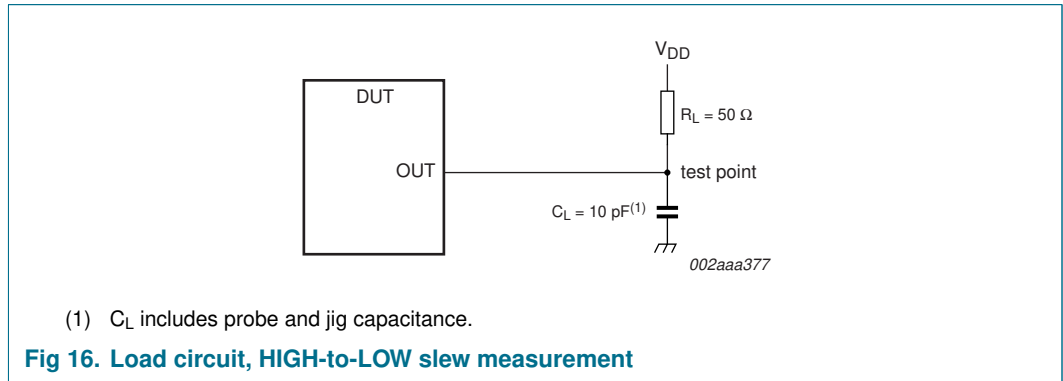 V_DD
DUT
R_L = 50 Ω
OUT
test point
C_L = 10 pF(1)
002aaa377
(1) C_L includes probe and jig capacitance.
Fig 16. Load circuit, HIGH-to-LOW slew measurement